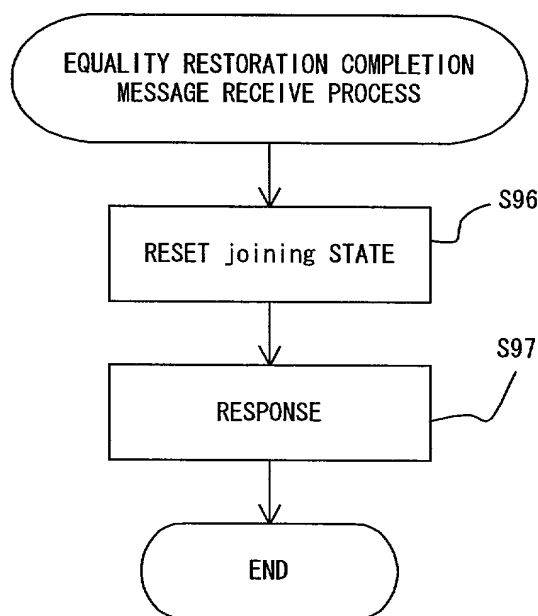 EQUALITY RESTORATION COMPLETION
MESSAGE RECEIVE PROCESS
S96
RESET joining STATE
S97
RESPONSE
END